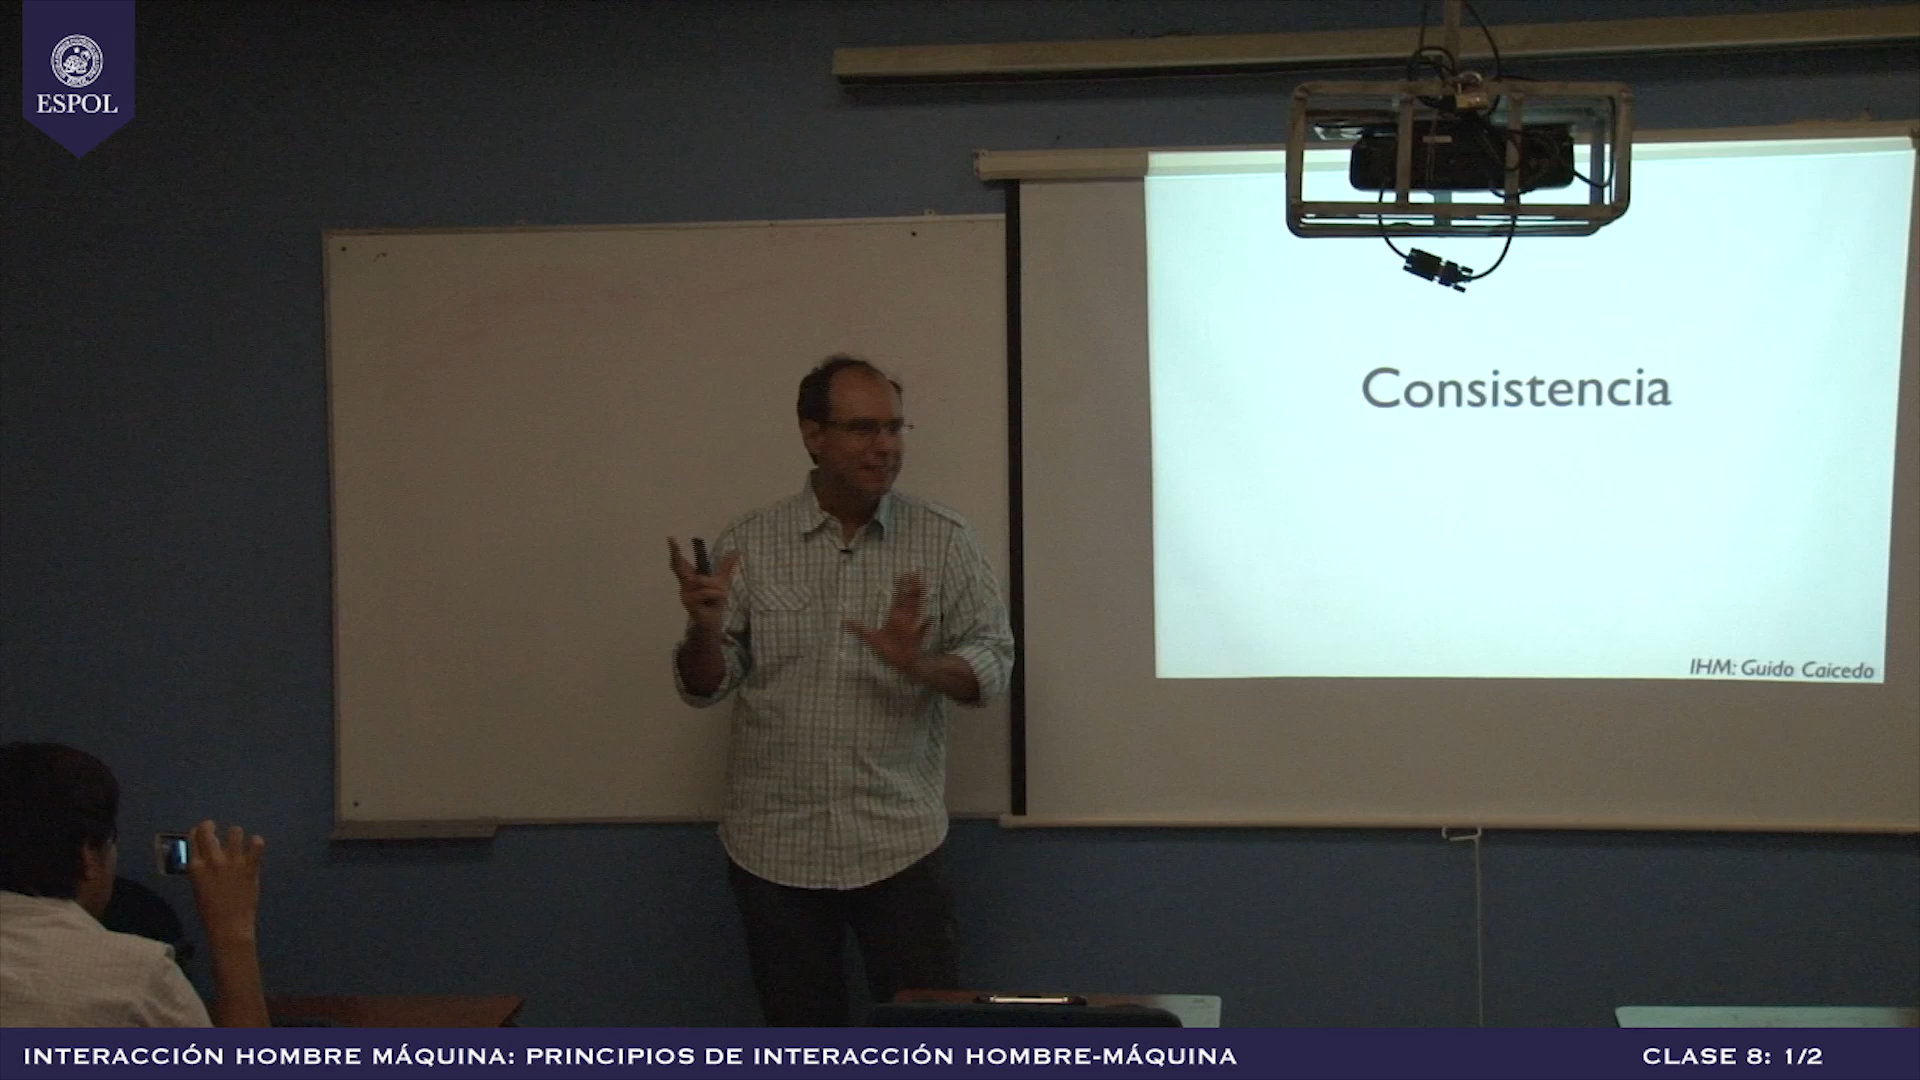 ESPOL
Consistencia
IHM: Guido Caicedo
INTERACCIÓN HOMBRE MÁQUINA: PRINCIPIOS DE INTERACCIÓN HOMBRE-MÁQUINA
CLASE 8: 1/2